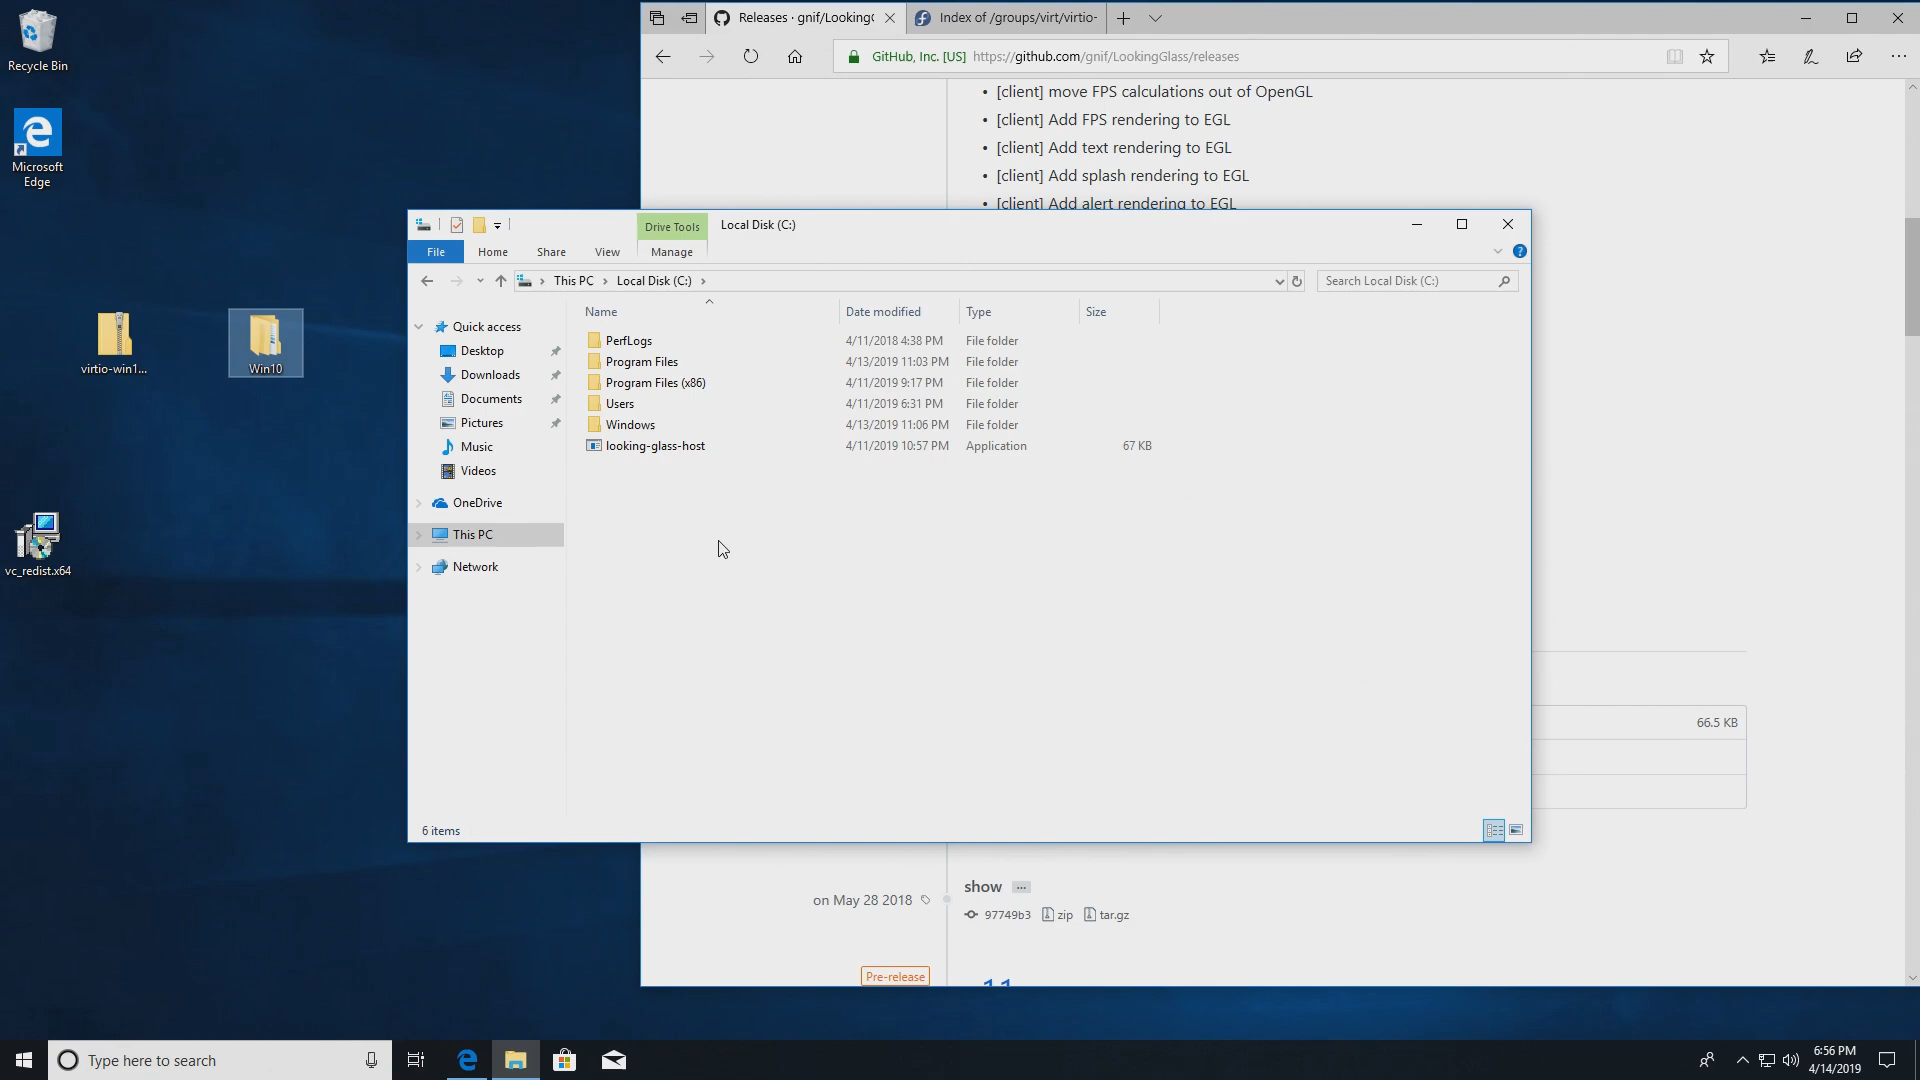 Recycle Bin
Microsoft
Edge
virtio-win1...
Win10
vc_redist.x64
Releases · gnif/LookingG
Index of /groups/virt/virtio-
GitHub, Inc. [US] https://github.com/gnif/LookingGlass/releases
• [client] move FPS calculations out of OpenGL
• [client] Add FPS rendering to EGL
• [client] Add text rendering to EGL
• [client] Add splash rendering to EGL
• [client] Add alert rendering to EGL
Drive Tools
Local Disk (C:)
File
Home
Share
View
Manage
This PC
Local Disk (C:)
Search Local Disk (C:)
Quick access
Desktop
Downloads
Documents
Pictures
Music
Videos
OneDrive
This PC
Network
Name Date modified Type Size
PerfLogs 4/11/2018 4:38 PM File folder
Program Files 4/13/2019 11:03 PM File folder
Program Files (x86) 4/11/2019 9:17 PM File folder
Users 4/11/2019 6:31 PM File folder
Windows 4/13/2019 11:06 PM File folder
looking-glass-host 4/11/2019 10:57 PM Application 67 KB
6 items
66.5 KB
show ...
on May 28 2018
97749b3 zip tar.gz
Pre-release
Type here to search
6:56 PM
4/14/2019